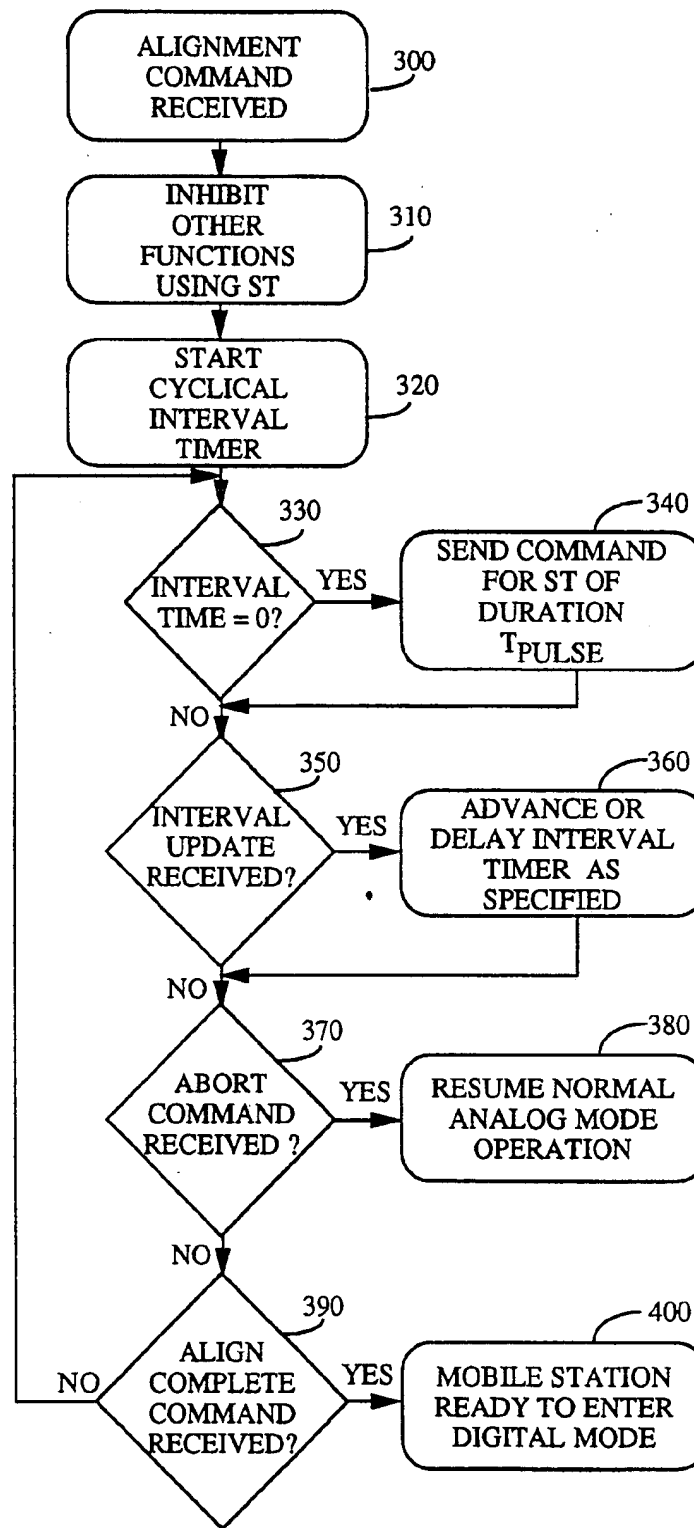 ALIGNMENT
COMMAND
RECEIVED
300
INHIBIT
OTHER
FUNCTIONS
USING ST
310
START
CYCLICAL
INTERVAL
TIMER
320
330
INTERVAL
TIME = 0?
YES
NO
340
SEND COMMAND
FOR ST OF
DURATION
TPULSE
350
INTERVAL
UPDATE
RECEIVED?
YES
NO
360
ADVANCE OR
DELAY INTERVAL
TIMER AS
SPECIFIED
370
ABORT
COMMAND
RECEIVED ?
YES
NO
380
RESUME NORMAL
ANALOG MODE
OPERATION
390
ALIGN
COMPLETE
COMMAND
RECEIVED?
NO
YES
400
MOBILE STATION
READY TO ENTER
DIGITAL MODE